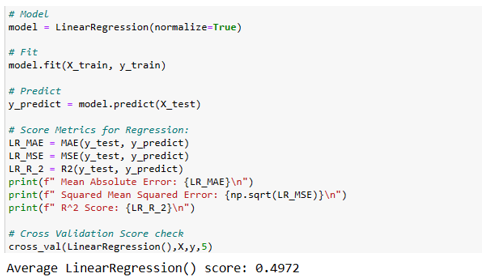 # Model
model = LinearRegression(normalize=True)
# Fit
model.fit(X_train, y_train)
# Predict
y_predict = model.predict(X_test)
# Score Metrics for Regression:
LR_MAE = MAE(y_test, y_predict)
LR_MSE = MSE(y_test, y_predict)
LR_R_2 = R2(y_test, y_predict)
print(f" Mean Absolute Error: {LR_MAE}\n")
print(f" Squared Mean Squared Error: {np.sqrt(LR_MSE)}\n")
print(f" R^2 Score: {LR_R_2}\n")
# Cross Validation Score check
cross_val(LinearRegression(),X,y,5)
Average LinearRegression() score: 0.4972